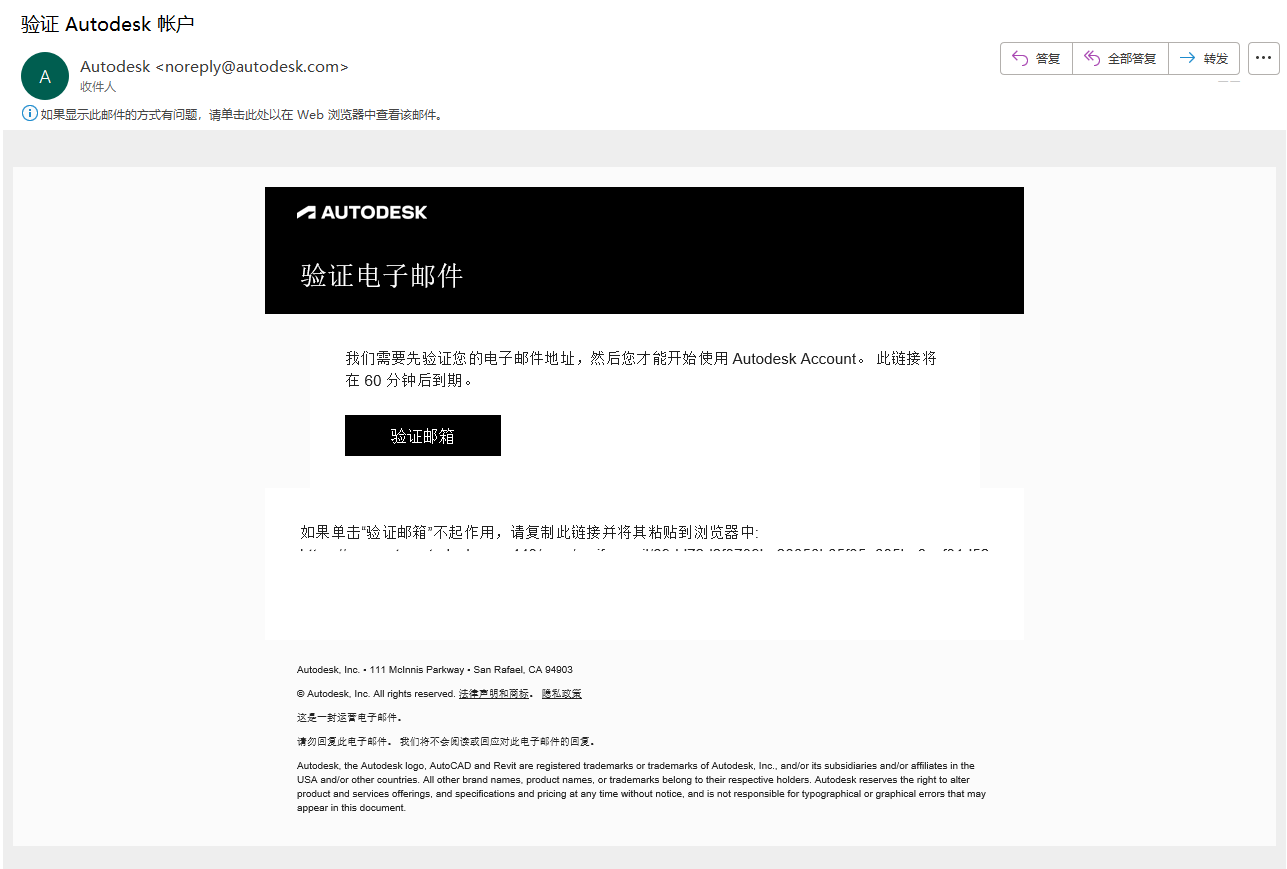 验证 Autodesk 帐户
A
Autodesk <noreply@autodesk.com>
收件人
答复
全部答复
转发
如果显示此邮件的方式有问题，请单击此处以在 Web 浏览器中查看该邮件。
AUTODESK
验证电子邮件
我们需要先验证您的电子邮件地址，然后您才能开始使用 Autodesk Account。 此链接将
在 60 分钟后到期。
验证邮箱
如果单击“验证邮箱”不起作用，请复制此链接并将其粘贴到浏览器中:
Autodesk, Inc. • 111 McInnis Parkway • San Rafael, CA 94903
© Autodesk, Inc. All rights reserved. 法律声明和商标。 隐私政策
这是一封运营电子邮件。
请勿回复此电子邮件。 我们将不会阅读或回应对此电子邮件的回复。
Autodesk, the Autodesk logo, AutoCAD and Revit are registered trademarks or trademarks of Autodesk, Inc., and/or its subsidiaries and/or affiliates in the
USA and/or other countries. All other brand names, product names, or trademarks belong to their respective holders. Autodesk reserves the right to alter
product and services offerings, and specifications and pricing at any time without notice, and is not responsible for typographical or graphical errors that may
appear in this document.